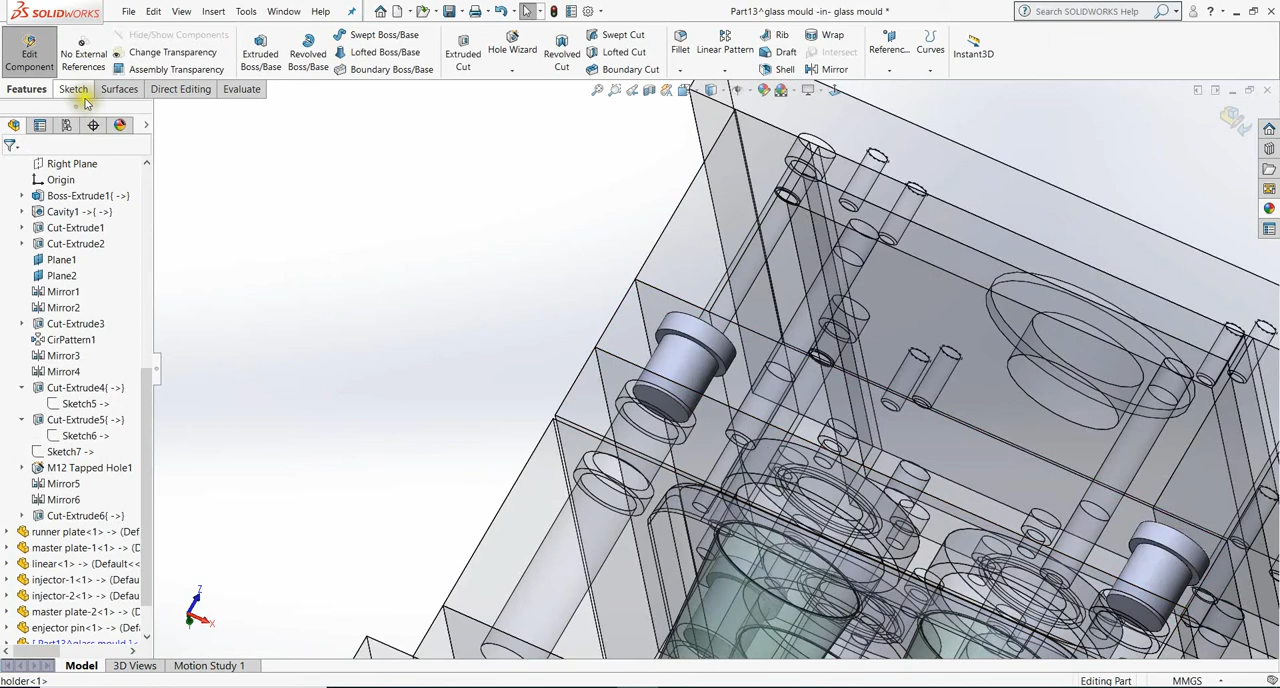 SOLIDWORKS
File Edit View Insert Tools Window Help
Part13^glass mould -in- glass mould *
Search SOLIDWORKS Help
Edit Component
No External References
Hide/Show Components
Change Transparency
Assembly Transparency
Extruded Boss/Base
Revolved Boss/Base
Swept Boss/Base
Lofted Boss/Base
Boundary Boss/Base
Extruded Cut
Hole Wizard
Revolved Cut
Swept Cut
Lofted Cut
Boundary Cut
Fillet
Linear Pattern
Rib
Draft
Shell
Wrap
Intersect
Mirror
Referenc...
Curves
Instant3D
Features Sketch Surfaces Direct Editing Evaluate
Right Plane
Origin
Boss-Extrude1{ ->}
Cavity1 ->{ ->}
Cut-Extrude1
Cut-Extrude2
Plane1
Plane2
Mirror1
Mirror2
Cut-Extrude3
CirPattern1
Mirror3
Mirror4
Cut-Extrude4{ ->}
Sketch5 ->
Cut-Extrude5{ ->}
Sketch6 ->
Sketch7 ->
M12 Tapped Hole1
Mirror5
Mirror6
Cut-Extrude6{ ->}
runner plate<1> -> (Def
master plate-1<1> -> (D
linear<1> -> (Default<<
injector-1<1> -> (Defau
injector-2<1> -> (Defau
master plate-2<1> -> (D
enjector pin<1> -> (Def
[ Part13^glass mould ]<
Z
X
Y
Model 3D Views Motion Study 1
holder<1>
Editing Part MMGS